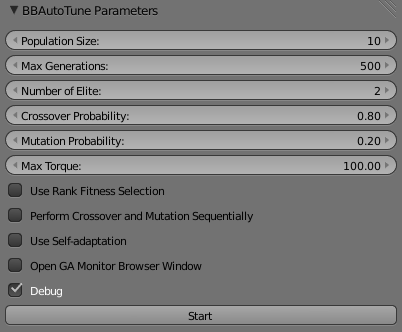 BBAutoTune Parameters
Population Size: 10
Max Generations: 500
Number of Elite: 2
Crossover Probability: 0.80
Mutation Probability: 0.20
Max Torque: 100.00
Use Rank Fitness Selection
Perform Crossover and Mutation Sequentially
Use Self-adaptation
Open GA Monitor Browser Window
Debug
Start